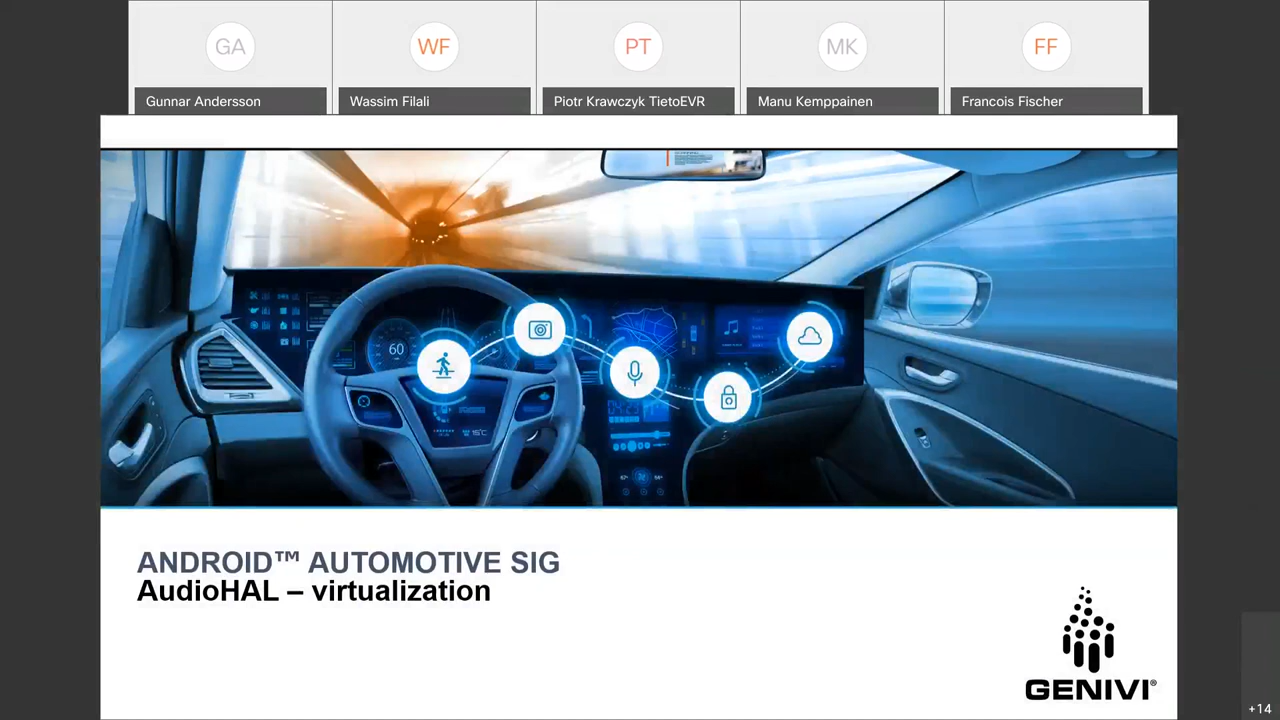 GA
WF
PT
MK
FF
Gunnar Andersson
Wassim Filali
Piotr Krawczyk TietoEVR
Manu Kemppainen
Francois Fischer
60
15°C
ANDROID™ AUTOMOTIVE SIG
AudioHAL – virtualization
GENIVI®
+14